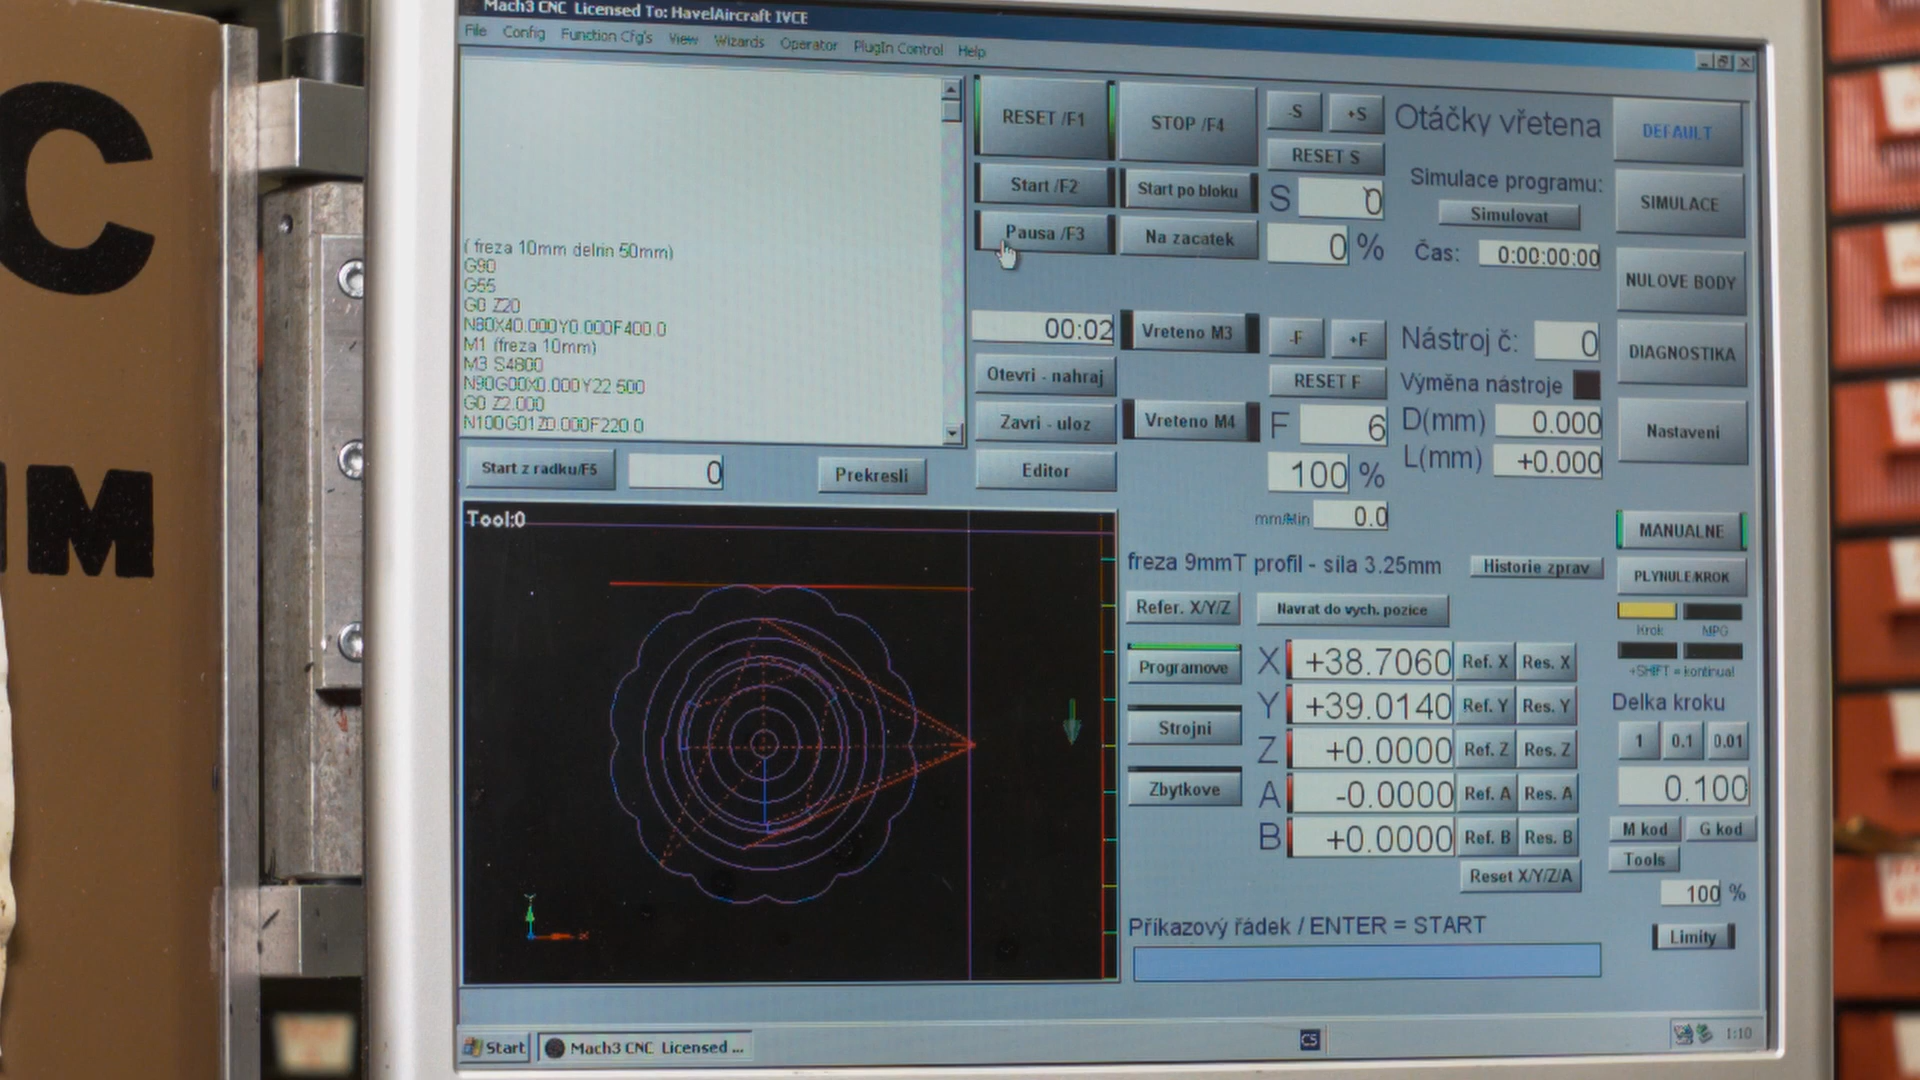 C
M
Mach3 CNC Licensed To: HavelAircraft IVCE
File Config Function Cfg's View Wizards Operator PlugIn Control Help
( freza 10mm delrin 50mm)
G90
G55
G0 Z20
N80X40.000Y0.000F400.0
M1 (freza 10mm)
M3 S4800
N90G00X0.000Y22.500
G0 Z2.000
N100G01Z0.000F220.0
Start z radku/F5
0
Prekresli
RESET /F1
STOP /F4
Start /F2
Start po bloku
Pausa /F3
Na zacatek
00:02
Vreteno M3
Otevri - nahraj
Zavri - uloz
Vreteno M4
Editor
-S
+S
RESET S
S 0
0 %
-F
+F
RESET F
F 6
100 %
mm/Min 0.0
Otáčky vřetena
Simulace programu:
Simulovat
Čas: 0:00:00:00
Nástroj č: 0
Výměna nástroje
D(mm) 0.000
L(mm) +0.000
DEFAULT
SIMULACE
NULOVE BODY
DIAGNOSTIKA
Nastaveni
Tool:0
Y
X
freza 9mmT profil - sila 3.25mm
Historie zprav
Refer. X/Y/Z
Navrat do vych. pozice
Programove
Strojni
Zbytkove
X +38.7060 Ref. X Res. X
Y +39.0140 Ref. Y Res. Y
Z +0.0000 Ref. Z Res. Z
A -0.0000 Ref. A Res. A
B +0.0000 Ref. B Res. B
Reset X/Y/Z/A
Příkazový řádek / ENTER = START
MANUALNE
PLYNULE/KROK
Krok
MPG
+SHIFT = kontinual
Delka kroku
1 0.1 0.01
0.100
M kod
G kod
Tools
100 %
Limity
Start
Mach3 CNC Licensed ...
CS
1:10